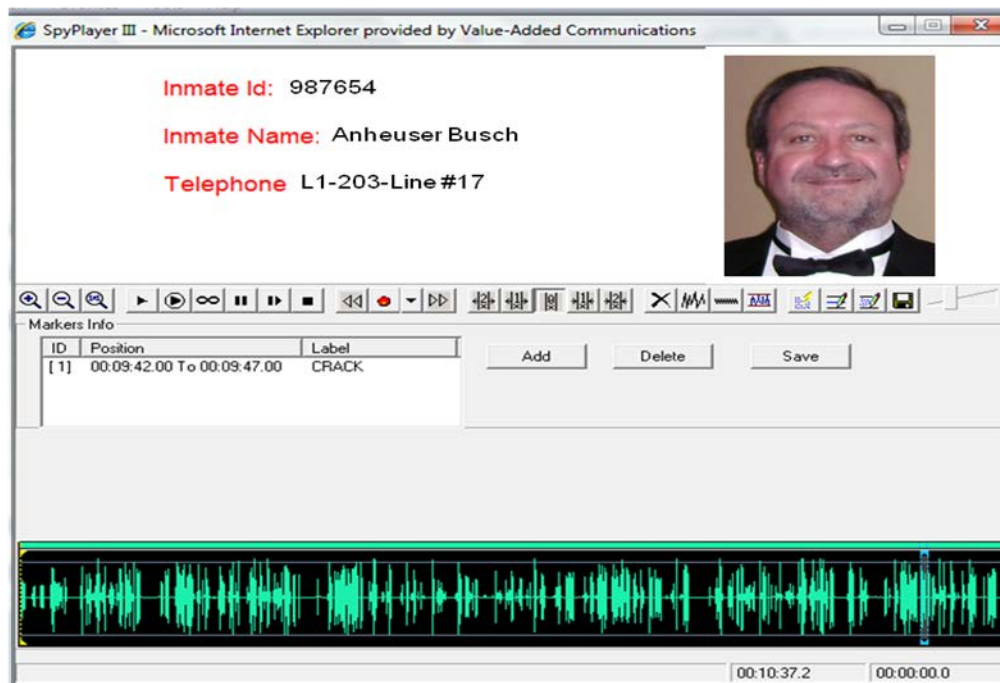 SpyPlayer III - Microsoft Internet Explorer provided by Value-Added Communications
Inmate Id: 987654
Inmate Name: Anheuser Busch
Telephone L1-203-Line #17
Markers Info
ID Position Label
[1] 00:09:42.00 To 00:09:47.00 CRACK
Add Delete Save
00:10:37.2 00:00:00.0